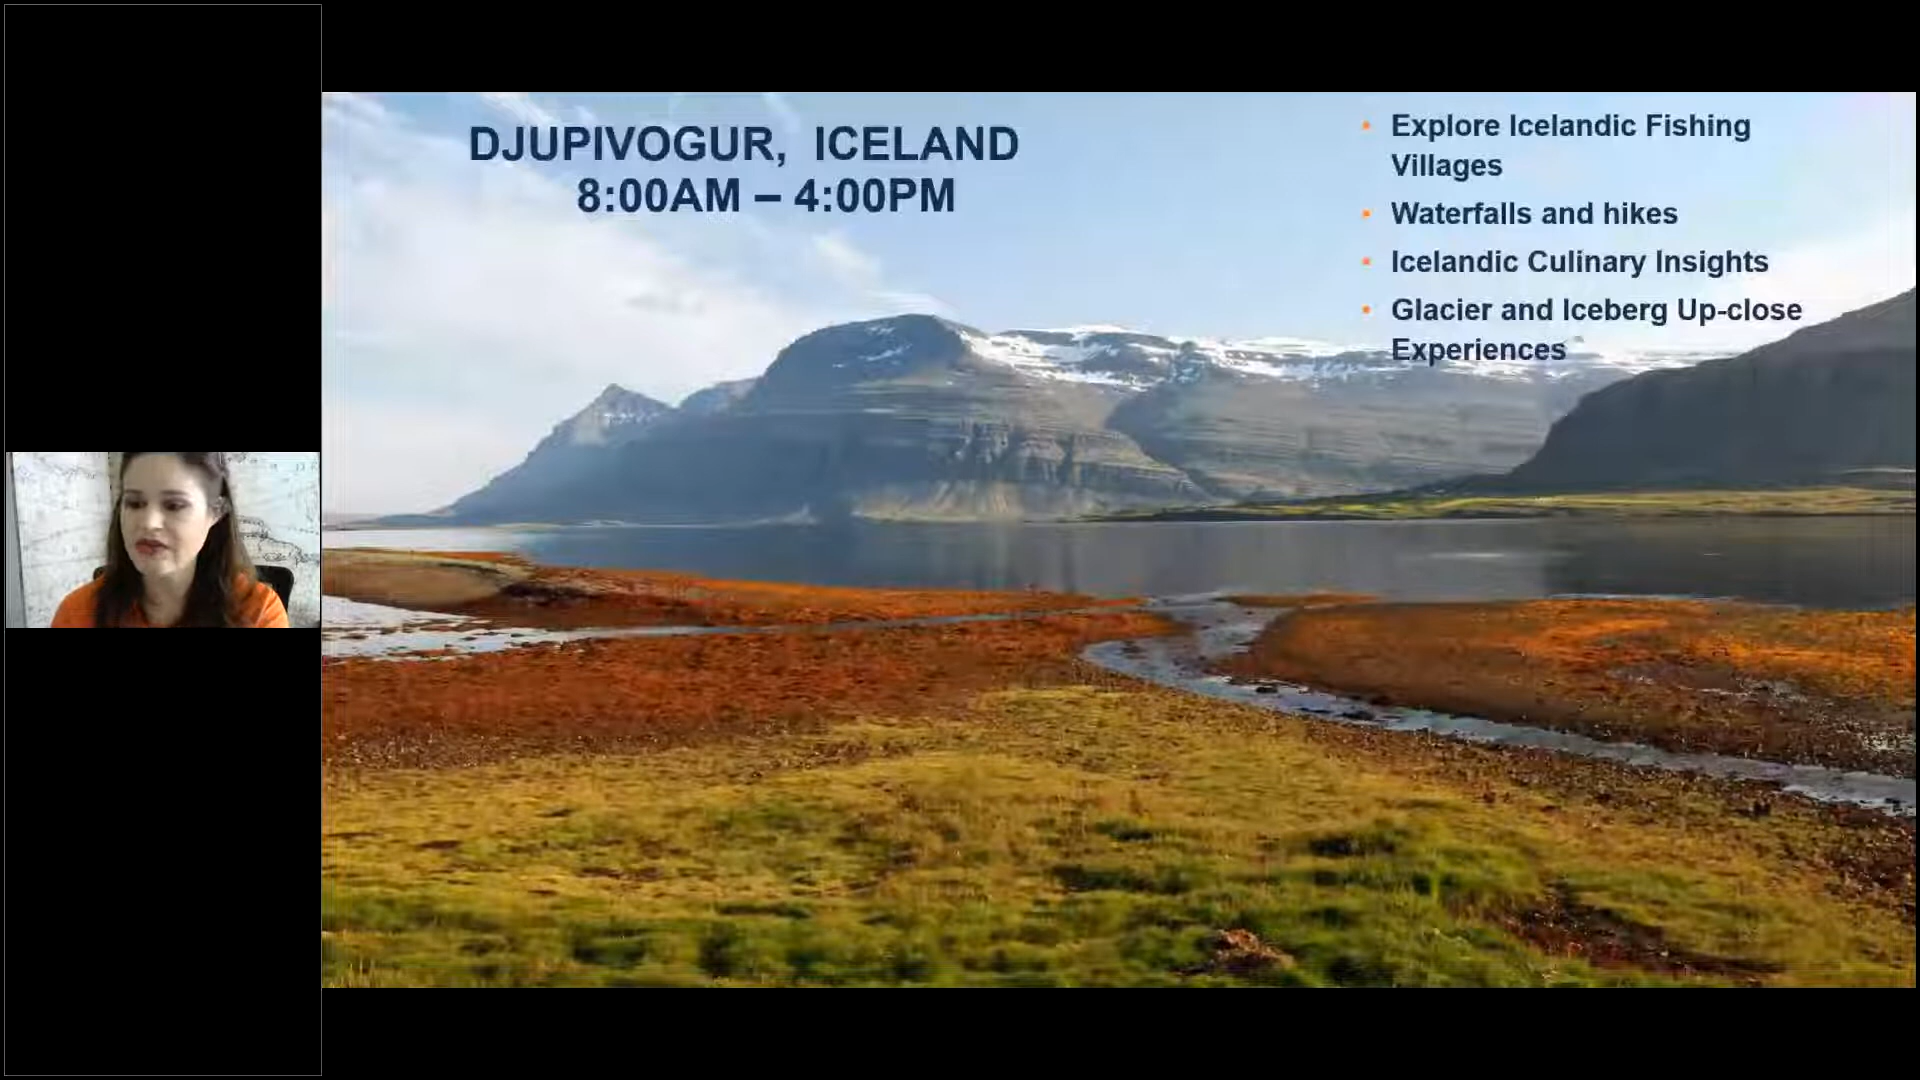 DJUPIVOGUR, ICELAND
8:00AM – 4:00PM
• Explore Icelandic Fishing
Villages
• Waterfalls and hikes
• Icelandic Culinary Insights
• Glacier and Iceberg Up-close
Experiences